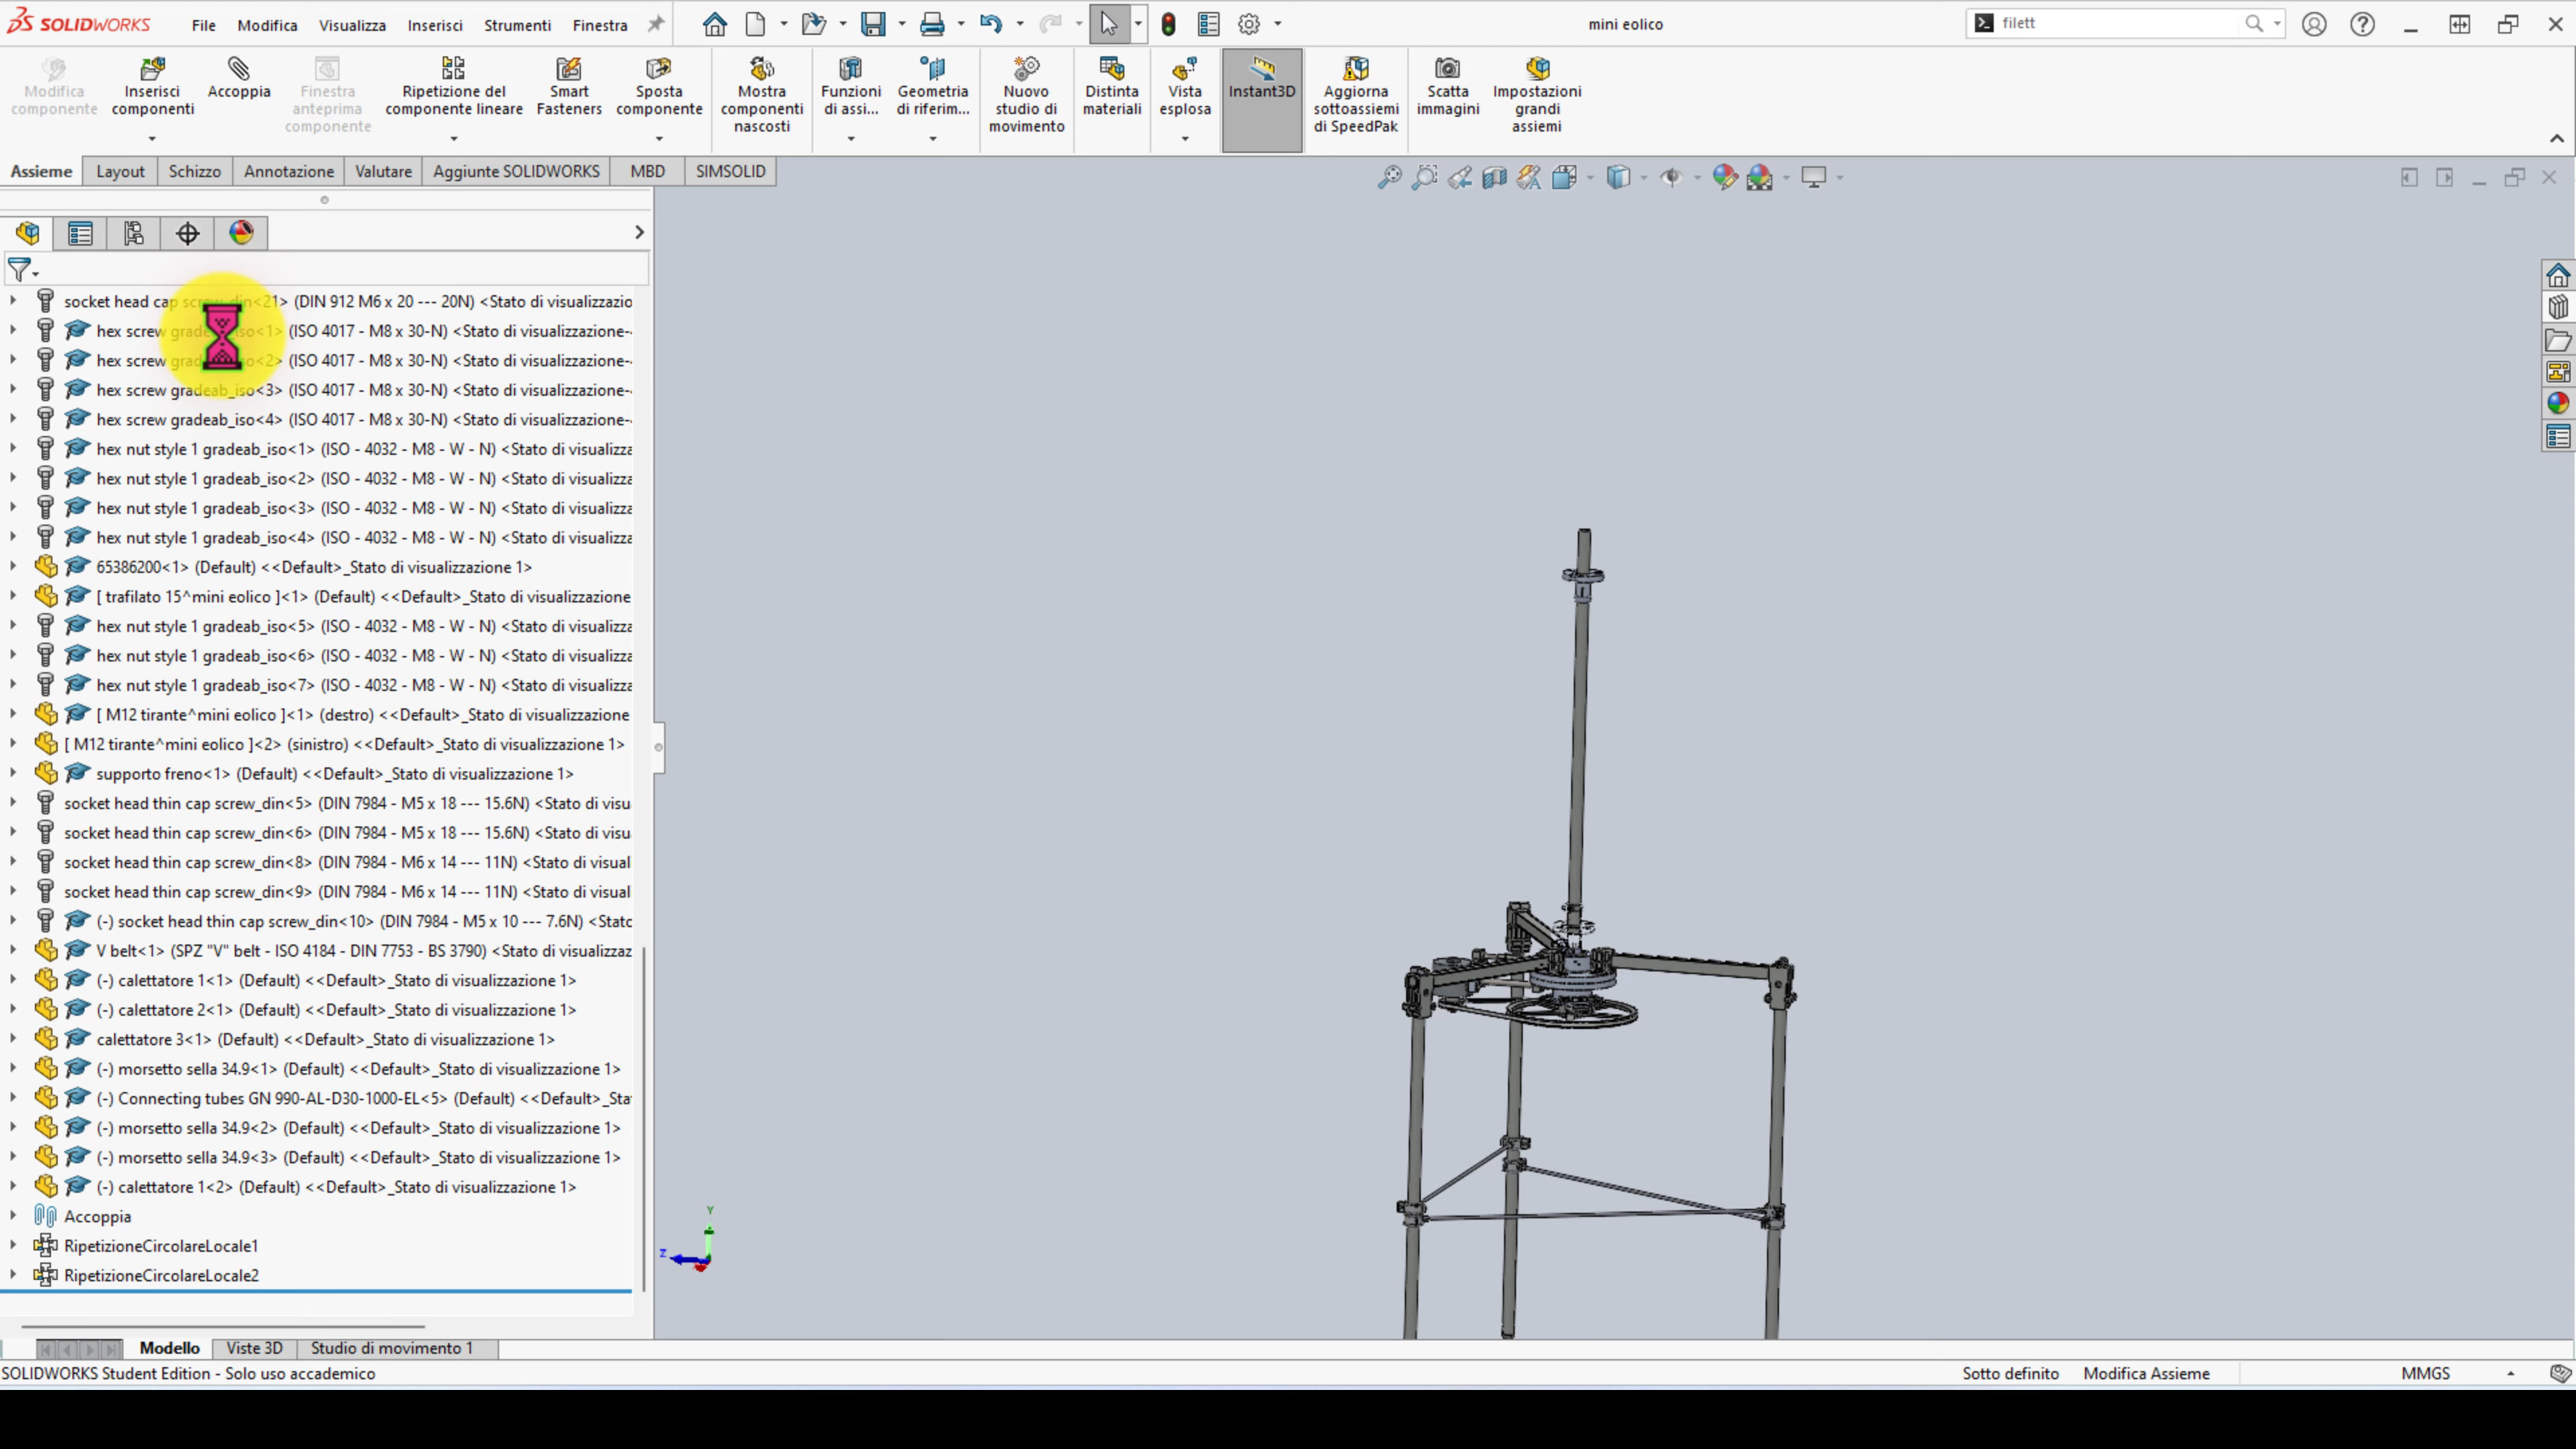 SOLIDWORKS File Modifica Visualizza Inserisci Strumenti Finestra mini eolico filett
Modifica componente
Inserisci componenti
Accoppia
Finestra anteprima componente
Ripetizione del componente lineare
Smart Fasteners
Sposta componente
Mostra componenti nascosti
Funzioni di assi...
Geometria di riferim...
Nuovo studio di movimento
Distinta materiali
Vista esplosa
Instant3D
Aggiorna sottoassiemi di SpeedPak
Scatta immagini
Impostazioni grandi assiemi
Assieme Layout Schizzo Annotazione Valutare Aggiunte SOLIDWORKS MBD SIMSOLID
socket head cap screw_din<21> (DIN 912 M6 x 20 --- 20N) <Stato di visualizzazio
hex screw gradeab_iso<1> (ISO 4017 - M8 x 30-N) <Stato di visualizzazione-
hex screw gradeab_iso<2> (ISO 4017 - M8 x 30-N) <Stato di visualizzazione-
hex screw gradeab_iso<3> (ISO 4017 - M8 x 30-N) <Stato di visualizzazione-
hex screw gradeab_iso<4> (ISO 4017 - M8 x 30-N) <Stato di visualizzazione-
hex nut style 1 gradeab_iso<1> (ISO - 4032 - M8 - W - N) <Stato di visualizza
hex nut style 1 gradeab_iso<2> (ISO - 4032 - M8 - W - N) <Stato di visualizza
hex nut style 1 gradeab_iso<3> (ISO - 4032 - M8 - W - N) <Stato di visualizza
hex nut style 1 gradeab_iso<4> (ISO - 4032 - M8 - W - N) <Stato di visualizza
65386200<1> (Default) <<Default>_Stato di visualizzazione 1>
[ trafilato 15^mini eolico ]<1> (Default) <<Default>_Stato di visualizzazione
hex nut style 1 gradeab_iso<5> (ISO - 4032 - M8 - W - N) <Stato di visualizza
hex nut style 1 gradeab_iso<6> (ISO - 4032 - M8 - W - N) <Stato di visualizza
hex nut style 1 gradeab_iso<7> (ISO - 4032 - M8 - W - N) <Stato di visualizza
[ M12 tirante^mini eolico ]<1> (destro) <<Default>_Stato di visualizzazione
[ M12 tirante^mini eolico ]<2> (sinistro) <<Default>_Stato di visualizzazione 1>
supporto freno<1> (Default) <<Default>_Stato di visualizzazione 1>
socket head thin cap screw_din<5> (DIN 7984 - M5 x 18 --- 15.6N) <Stato di visu
socket head thin cap screw_din<6> (DIN 7984 - M5 x 18 --- 15.6N) <Stato di visu
socket head thin cap screw_din<8> (DIN 7984 - M6 x 14 --- 11N) <Stato di visual
socket head thin cap screw_din<9> (DIN 7984 - M6 x 14 --- 11N) <Stato di visual
(-) socket head thin cap screw_din<10> (DIN 7984 - M5 x 10 --- 7.6N) <Statc
V belt<1> (SPZ "V" belt - ISO 4184 - DIN 7753 - BS 3790) <Stato di visualizzaz
(-) calettatore 1<1> (Default) <<Default>_Stato di visualizzazione 1>
(-) calettatore 2<1> (Default) <<Default>_Stato di visualizzazione 1>
calettatore 3<1> (Default) <<Default>_Stato di visualizzazione 1>
(-) morsetto sella 34.9<1> (Default) <<Default>_Stato di visualizzazione 1>
(-) Connecting tubes GN 990-AL-D30-1000-EL<5> (Default) <<Default>_Sta
(-) morsetto sella 34.9<2> (Default) <<Default>_Stato di visualizzazione 1>
(-) morsetto sella 34.9<3> (Default) <<Default>_Stato di visualizzazione 1>
(-) calettatore 1<2> (Default) <<Default>_Stato di visualizzazione 1>
Accoppia
RipetizioneCircolareLocale1
RipetizioneCircolareLocale2
Y
Z
Modello Viste 3D Studio di movimento 1
SOLIDWORKS Student Edition - Solo uso accademico Sotto definito Modifica Assieme MMGS